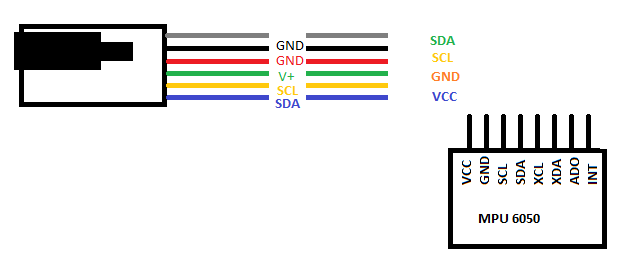 GND
GND
V+
SCL
SDA
SDA
SCL
GND
VCC
VCC
GND
SCL
SDA
XCL
XDA
ADO
INT
MPU 6050